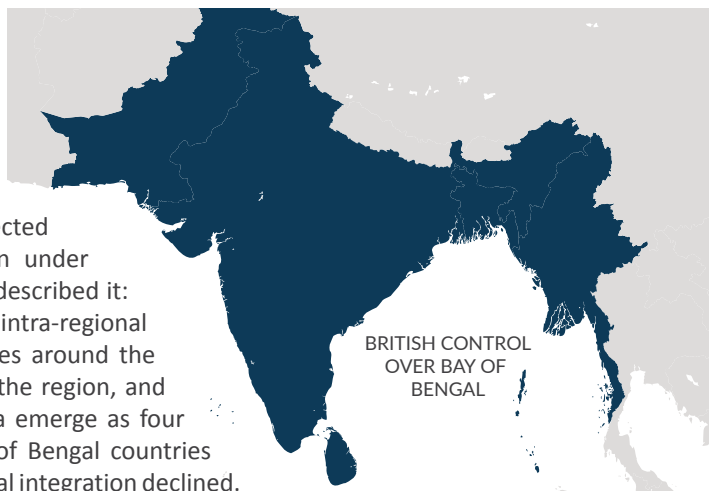 ected
n under
described it:
intra-regional
es around the
the region, and
a emerge as four
of Bengal countries
al integration declined.
BRITISH CONTROL
OVER BAY OF
BENGAL